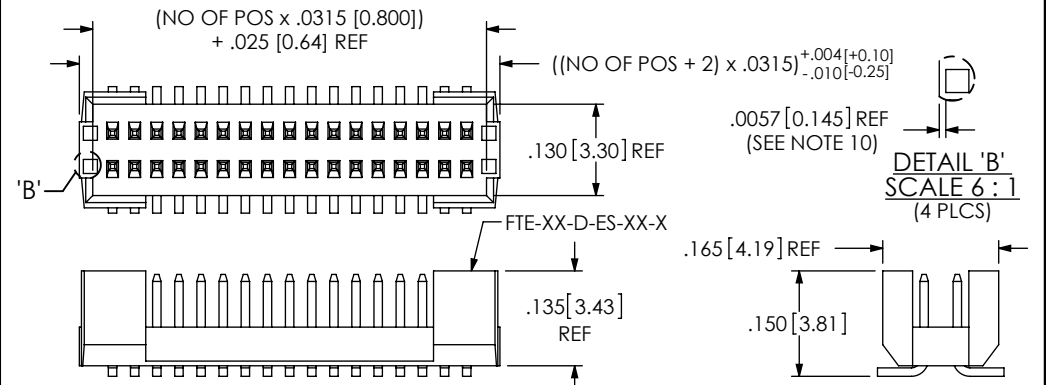 (NO OF POS x .0315 [0.800])
+ .025 [0.64] REF
((NO OF POS + 2) x .0315) +.004[+0.10]
-.010[-0.25]
.0057 [0.145] REF
(SEE NOTE 10)
.130 [3.30] REF
'B'
DETAIL 'B'
SCALE 6 : 1
(4 PLCS)
FTE-XX-D-ES-XX-X
.165 [4.19] REF
.135[3.43]
REF
.150 [3.81]